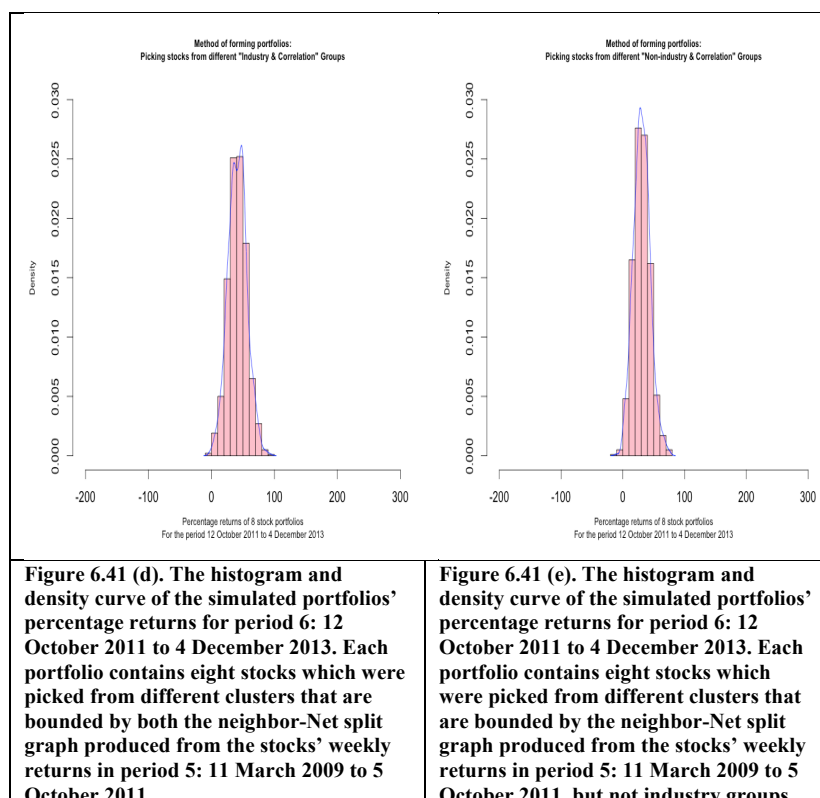 Method of forming portfolios:
Picking stocks from different "Industry & Correlation" Groups
Density
0.000 0.005 0.010 0.015 0.020 0.025 0.030
-200 -100 0 100 200 300
Percentage returns of 8 stock portfolios
For the period 12 October 2011 to 4 December 2013
Method of forming portfolios:
Picking stocks from different "Non-industry & Correlation" Groups
Density
0.000 0.005 0.010 0.015 0.020 0.025 0.030
-200 -100 0 100 200 300
Percentage returns of 8 stock portfolios
For the period 12 October 2011 to 4 December 2013
Figure 6.41 (d). The histogram and
density curve of the simulated portfolios’
percentage returns for period 6: 12
October 2011 to 4 December 2013. Each
portfolio contains eight stocks which were
picked from different clusters that are
bounded by both the neighbor-Net split
graph produced from the stocks’ weekly
returns in period 5: 11 March 2009 to 5
October 2011
Figure 6.41 (e). The histogram and
density curve of the simulated portfolios’
percentage returns for period 6: 12
October 2011 to 4 December 2013. Each
portfolio contains eight stocks which
were picked from different clusters that
are bounded by the neighbor-Net split
graph produced from the stocks’ weekly
returns in period 5: 11 March 2009 to 5
October 2011, but not industry groups